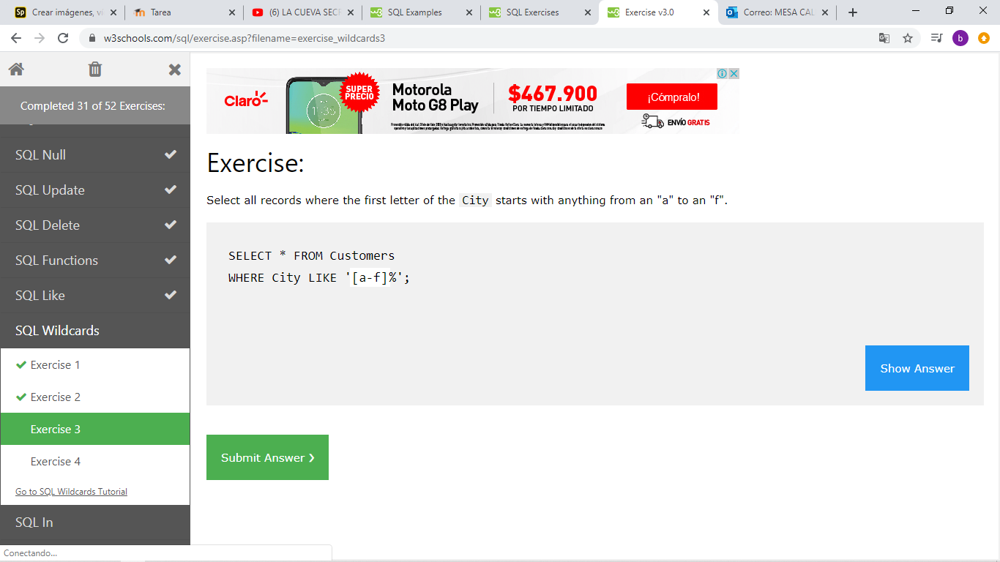 Crear imágenes, ví
Tarea
(6) LA CUEVA SECR
SQL Examples
SQL Exercises
Exercise v3.0
Correo: MESA CAL
w3schools.com/sql/exercise.asp?filename=exercise_wildcards3
b
Completed 31 of 52 Exercises:
SQL Null
SQL Update
SQL Delete
SQL Functions
SQL Like
SQL Wildcards
Exercise 1
Exercise 2
Exercise 3
Exercise 4
Go to SQL Wildcards Tutorial
SQL In
Conectando...
Claro
SUPER
PRECIO
11:35
Motorola
Moto G8 Play
$467.900
POR TIEMPO LIMITADO
¡Cómpralo!
ENVÍO GRATIS
Exercise:
Select all records where the first letter of the City starts with anything from an "a" to an "f".
SELECT * FROM Customers
WHERE City LIKE '[a-f]%';
Show Answer
Submit Answer ❯